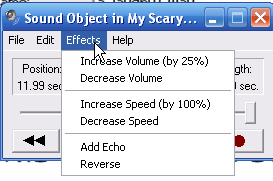 Sound Object in My Scary...
File Edit Effects Help
Increase Volume (by 25%)
Decrease Volume
Increase Speed (by 100%)
Decrease Speed
Add Echo
Reverse
Position:
11.99 sec
gth:
sec.